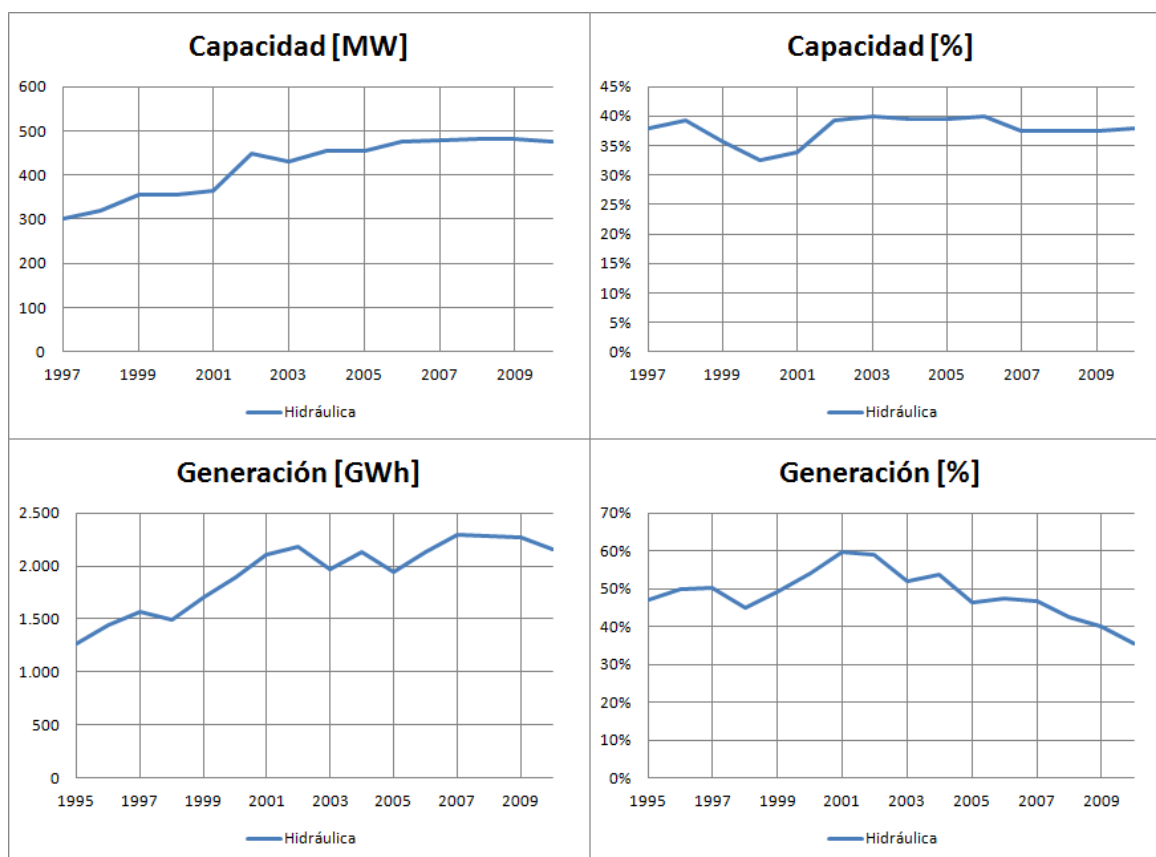 Capacidad [MW]
600
500
400
300
200
100
0
1997 1999 2001 2003 2005 2007 2009
Hidráulica
Capacidad [%]
45%
40%
35%
30%
25%
20%
15%
10%
5%
0%
1997 1999 2001 2003 2005 2007 2009
Hidráulica
Generación [GWh]
2.500
2.000
1.500
1.000
500
0
1995 1997 1999 2001 2003 2005 2007 2009
Hidráulica
Generación [%]
70%
60%
50%
40%
30%
20%
10%
0%
1995 1997 1999 2001 2003 2005 2007 2009
Hidráulica